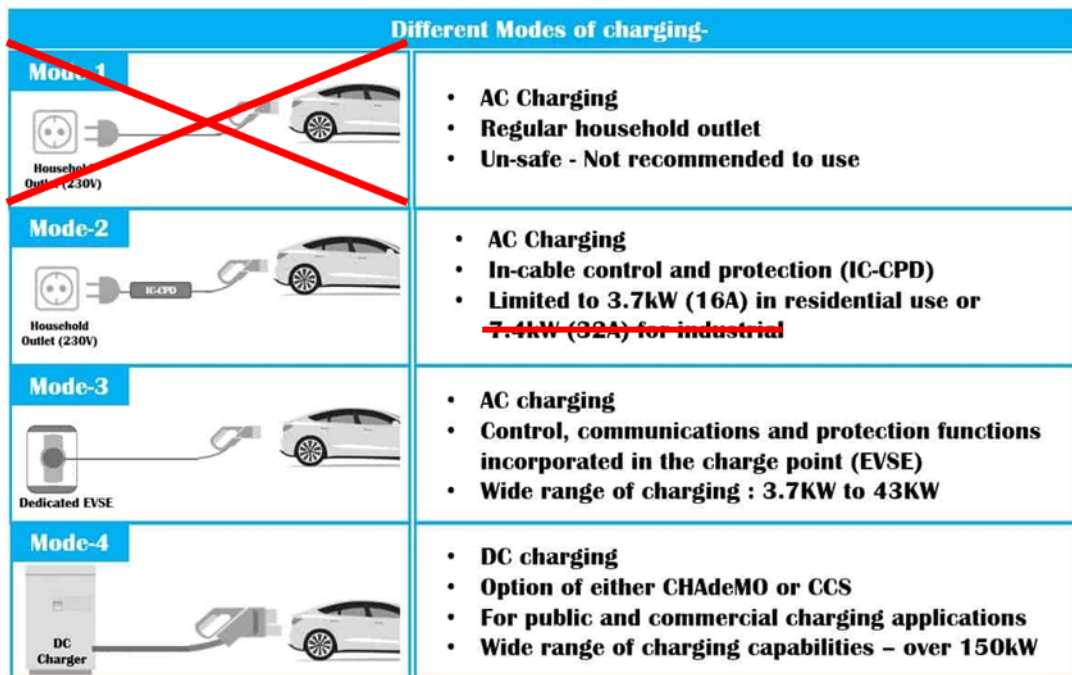 Different Modes of charging-
Mode-1
Household
Outlet (230V)
• AC Charging
• Regular household outlet
• Un-safe - Not recommended to use
Mode-2
IC-CPD
Household
Outlet (230V)
• AC Charging
• In-cable control and protection (IC-CPD)
• Limited to 3.7kW (16A) in residential use or
7.4kW (32A) for industrial
Mode-3
Dedicated EVSE
• AC charging
• Control, communications and protection functions
incorporated in the charge point (EVSE)
• Wide range of charging : 3.7KW to 43KW
Mode-4
DC
Charger
• DC charging
• Option of either CHAdeMO or CCS
• For public and commercial charging applications
• Wide range of charging capabilities – over 150kW